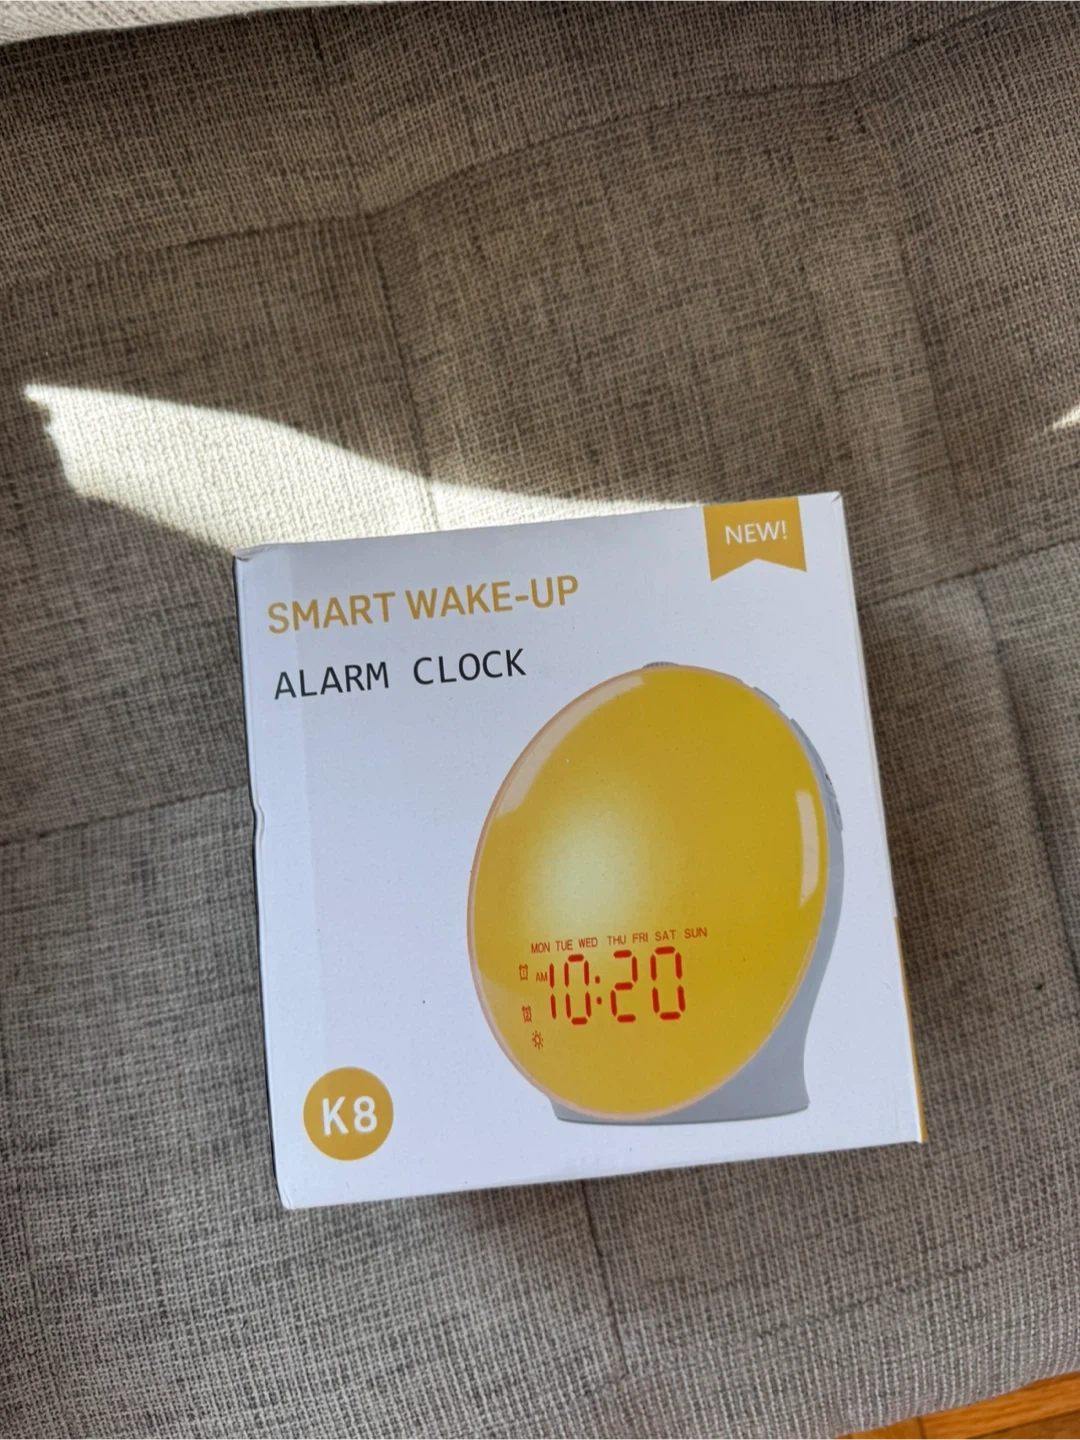 NEW!
SMART WAKE-UP
ALARM CLOCK
MON TUE WED THU FRI SAT SUN
AM 10:20
K8